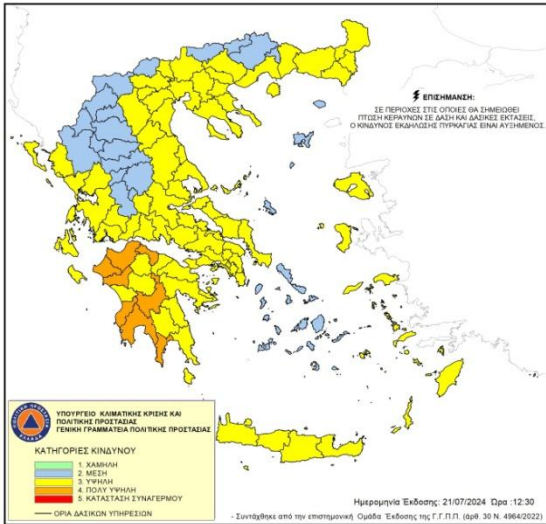 ΕΠΙΣΗΜΑΝΣΗ:
ΣΕ ΠΕΡΙΟΧΕΣ ΣΤΙΣ ΟΠΟΙΕΣ ΘΑ ΣΗΜΕΙΩΘΕΙ
ΠΤΩΣΗ ΚΕΡΑΥΝΩΝ ΣΕ ΔΑΣΗ ΚΑΙ ΔΑΣΙΚΕΣ ΕΚΤΑΣΕΙΣ,
Ο ΚΙΝΔΥΝΟΣ ΕΚΔΗΛΩΣΗΣ ΠΥΡΚΑΓΙΑΣ ΕΙΝΑΙ ΑΥΞΗΜΕΝΟΣ.
ΥΠΟΥΡΓΕΙΟ ΚΛΙΜΑΤΙΚΗΣ ΚΡΙΣΗΣ ΚΑΙ
ΠΟΛΙΤΙΚΗΣ ΠΡΟΣΤΑΣΙΑΣ
ΓΕΝΙΚΗ ΓΡΑΜΜΑΤΕΙΑ ΠΟΛΙΤΙΚΗΣ ΠΡΟΣΤΑΣΙΑΣ
ΚΑΤΗΓΟΡΙΕΣ ΚΙΝΔΥΝΟΥ
1. ΧΑΜΗΛΗ
2. ΜΕΣΗ
3. ΥΨΗΛΗ
4. ΠΟΛΥ ΥΨΗΛΗ
5. ΚΑΤΑΣΤΑΣΗ ΣΥΝΑΓΕΡΜΟΥ
ΟΡΙΑ ΔΑΣΙΚΩΝ ΥΠΗΡΕΣΙΩΝ
Ημερομηνία Έκδοσης: 21/07/2024 Ώρα :12:30
- Συντάχθηκε από την επιστημονική Ομάδα Έκδοσης της Γ.Γ.Π.Π. (άρθ. 30 Ν. 4964/2022)